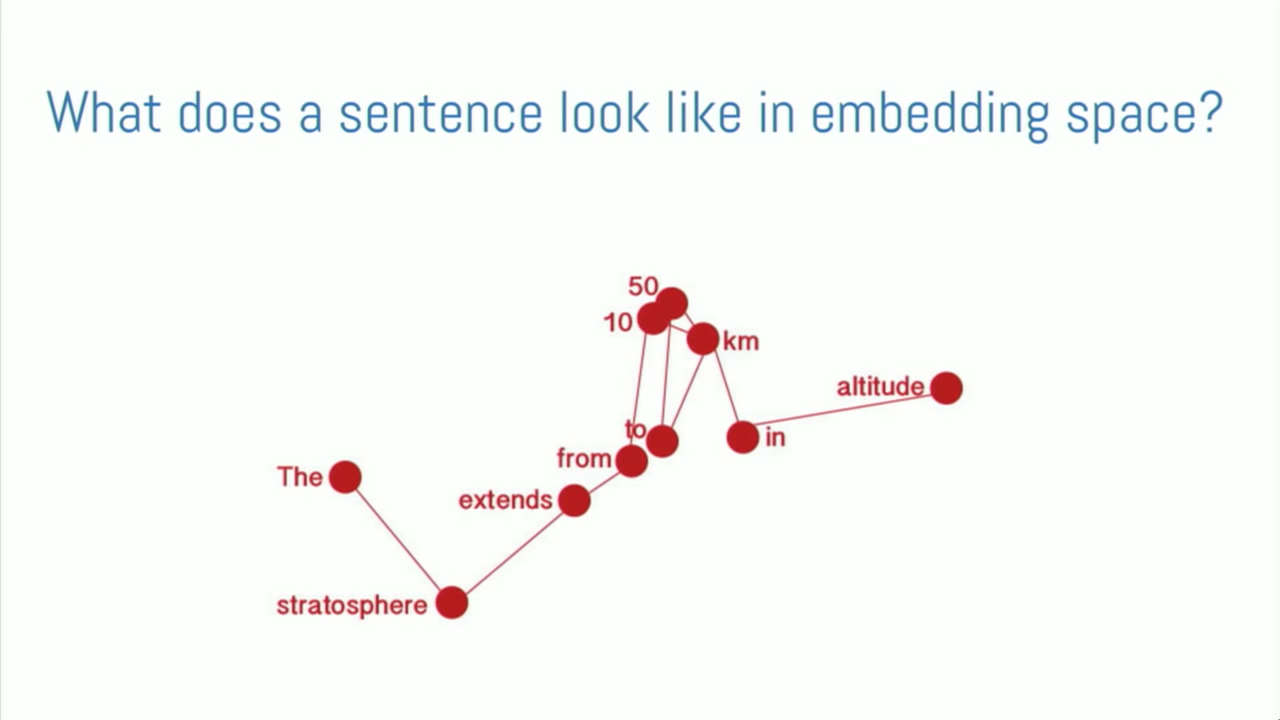 What does a sentence look like in embedding space?
50
10
km
altitude
to
in
from
The
extends
stratosphere